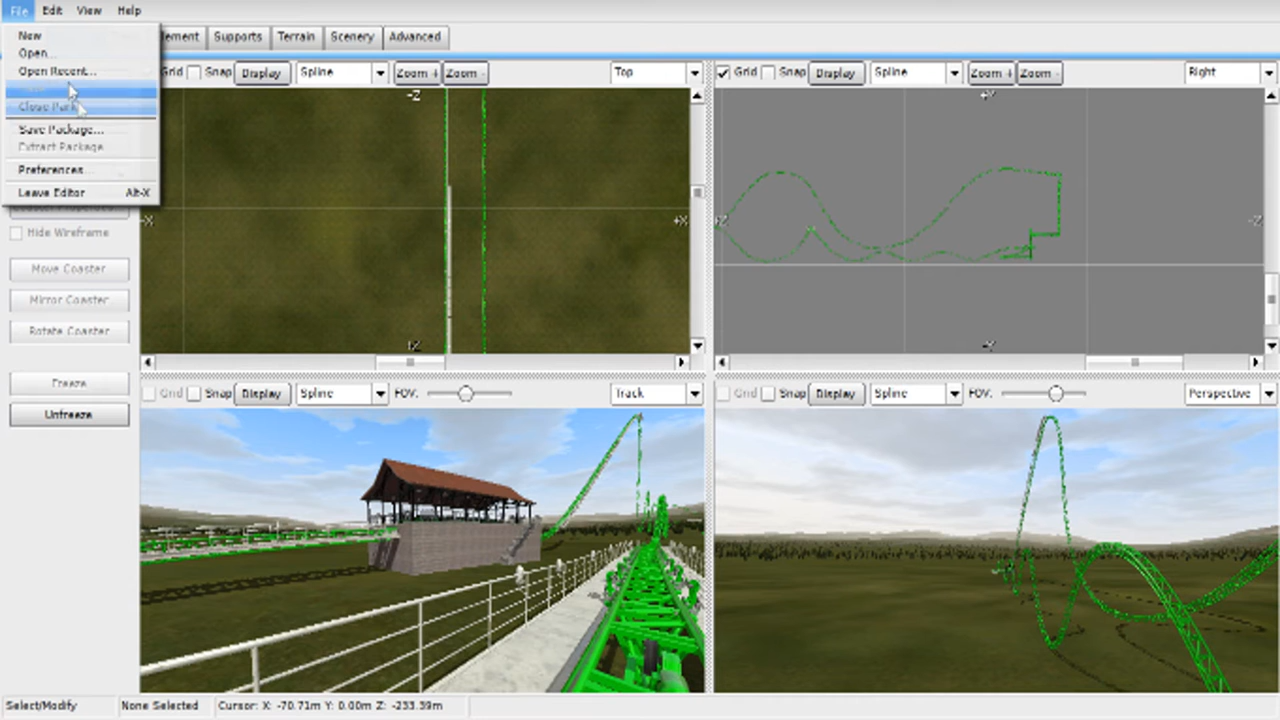 File Edit View Help
Supports Terrain Scenery Advanced
New
Open...
Open Recent...
Close Park
Save Package...
Extract Package
Preferences...
Leave Editor Alt-X
Hide Wireframe
Move Coaster
Mirror Coaster
Rotate Coaster
Freeze
Unfreeze
Grid Snap Display Spline Zoom + Zoom - Top
-Z
-X +X
+Z
Grid Snap Display Spline Zoom + Zoom - Right
+Y
+Z -Z
-Y
Grid Snap Display Spline FOV: Track
Grid Snap Display Spline FOV: Perspective
Select/Modify None Selected Cursor: X: -70.71m Y: 0.00m Z: -233.39m